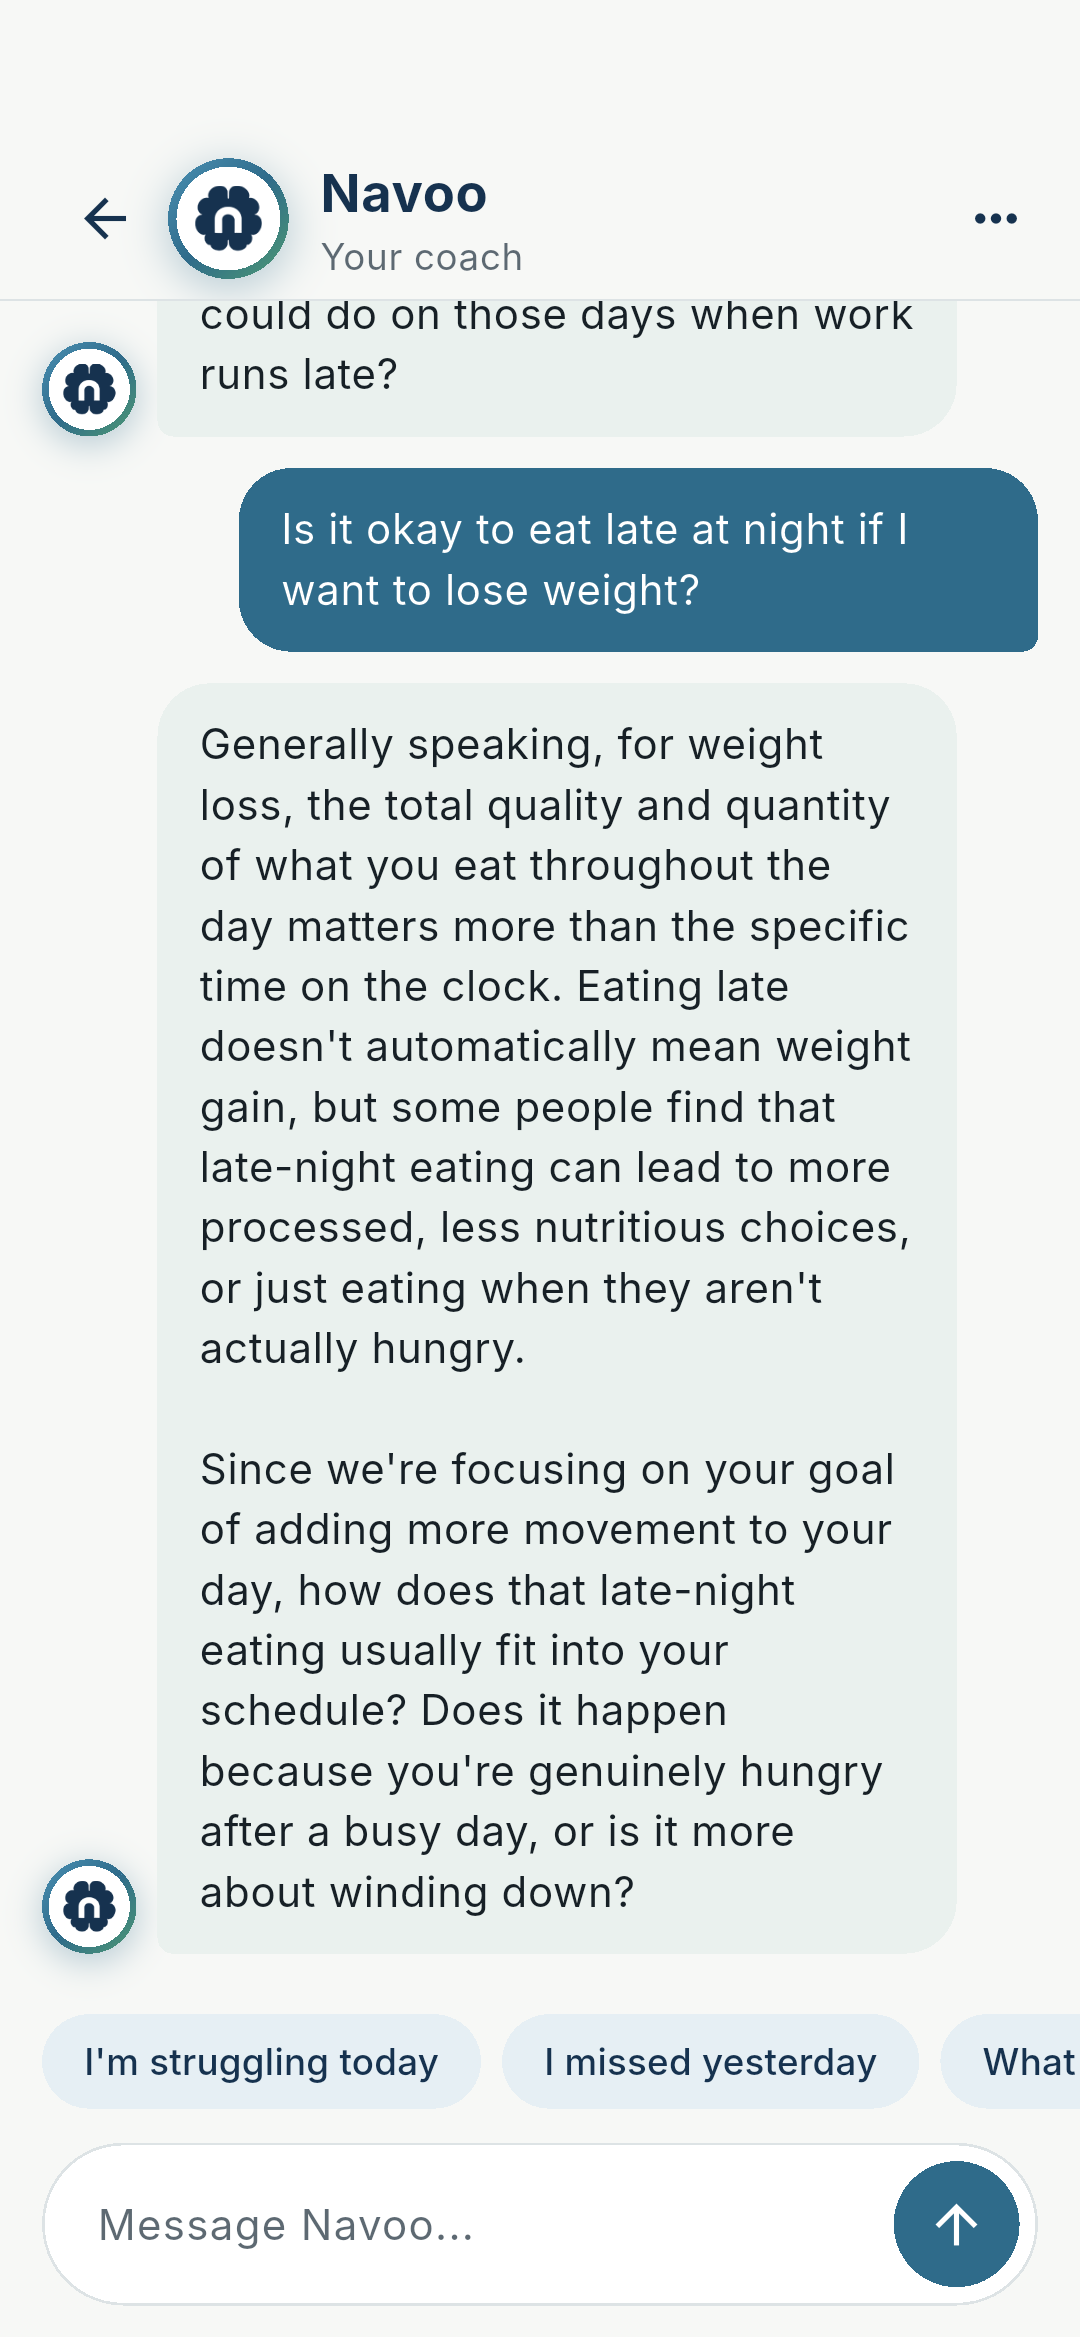 Navoo
Your coach
could do on those days when work
runs late?
Is it okay to eat late at night if I
want to lose weight?
Generally speaking, for weight
loss, the total quality and quantity
of what you eat throughout the
day matters more than the specific
time on the clock. Eating late
doesn't automatically mean weight
gain, but some people find that
late-night eating can lead to more
processed, less nutritious choices,
or just eating when they aren't
actually hungry.
Since we're focusing on your goal
of adding more movement to your
day, how does that late-night
eating usually fit into your
schedule? Does it happen
because you're genuinely hungry
after a busy day, or is it more
about winding down?
I'm struggling today
I missed yesterday
What
Message Navoo...